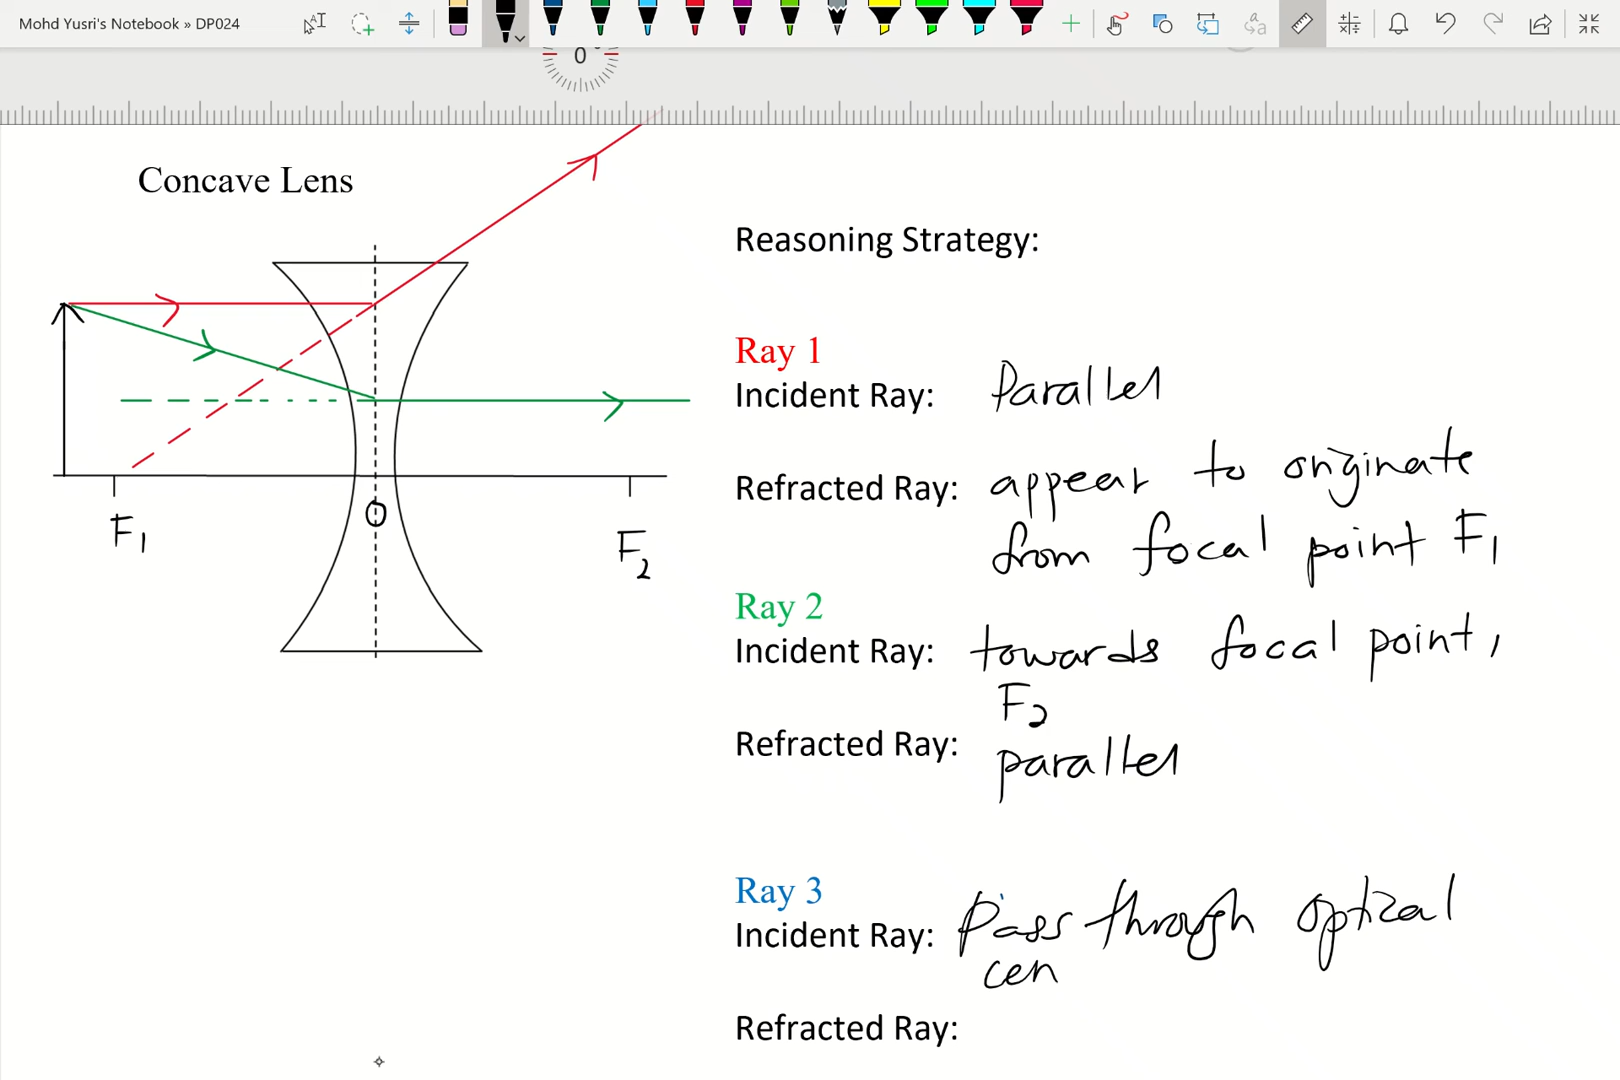 Mohd Yusri's Notebook » DP024
0°
Concave Lens
Reasoning Strategy:
Ray 1
Incident Ray: Parallel
Refracted Ray: appear to originate
from focal point F1
F1
O
F2
Ray 2
Incident Ray: towards focal point,
F2
Refracted Ray: parallel
Ray 3
Incident Ray: Pass through optical
cen
Refracted Ray: